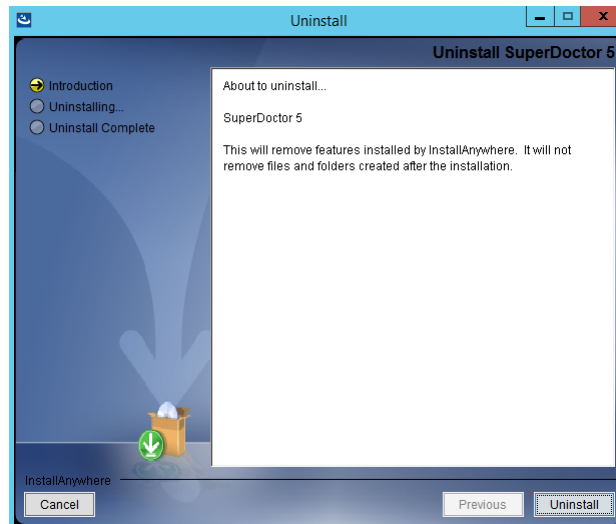 Uninstall
Uninstall SuperDoctor 5
Introduction
Uninstalling...
Uninstall Complete
About to uninstall...
SuperDoctor 5
This will remove features installed by InstallAnywhere. It will not
remove files and folders created after the installation.
InstallAnywhere
Cancel
Previous
Uninstall